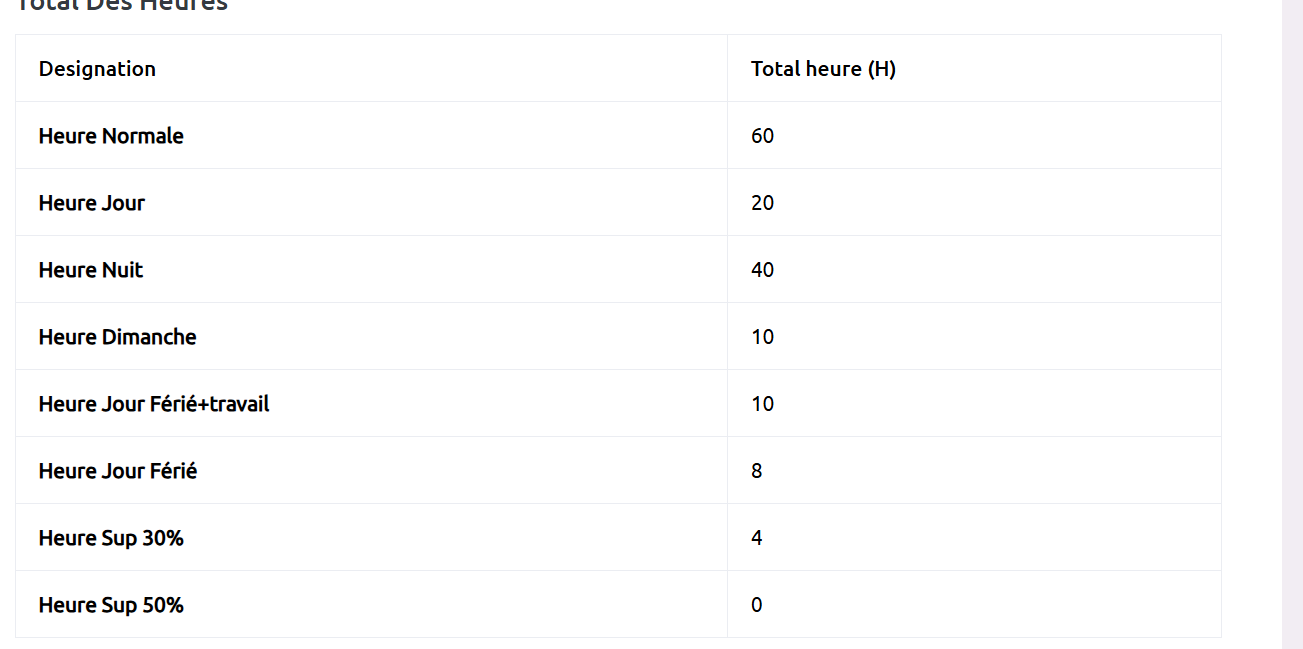 Total Des Heures
Designation Total heure (H)
Heure Normale 60
Heure Jour 20
Heure Nuit 40
Heure Dimanche 10
Heure Jour Férié+travail 10
Heure Jour Férié 8
Heure Sup 30% 4
Heure Sup 50% 0